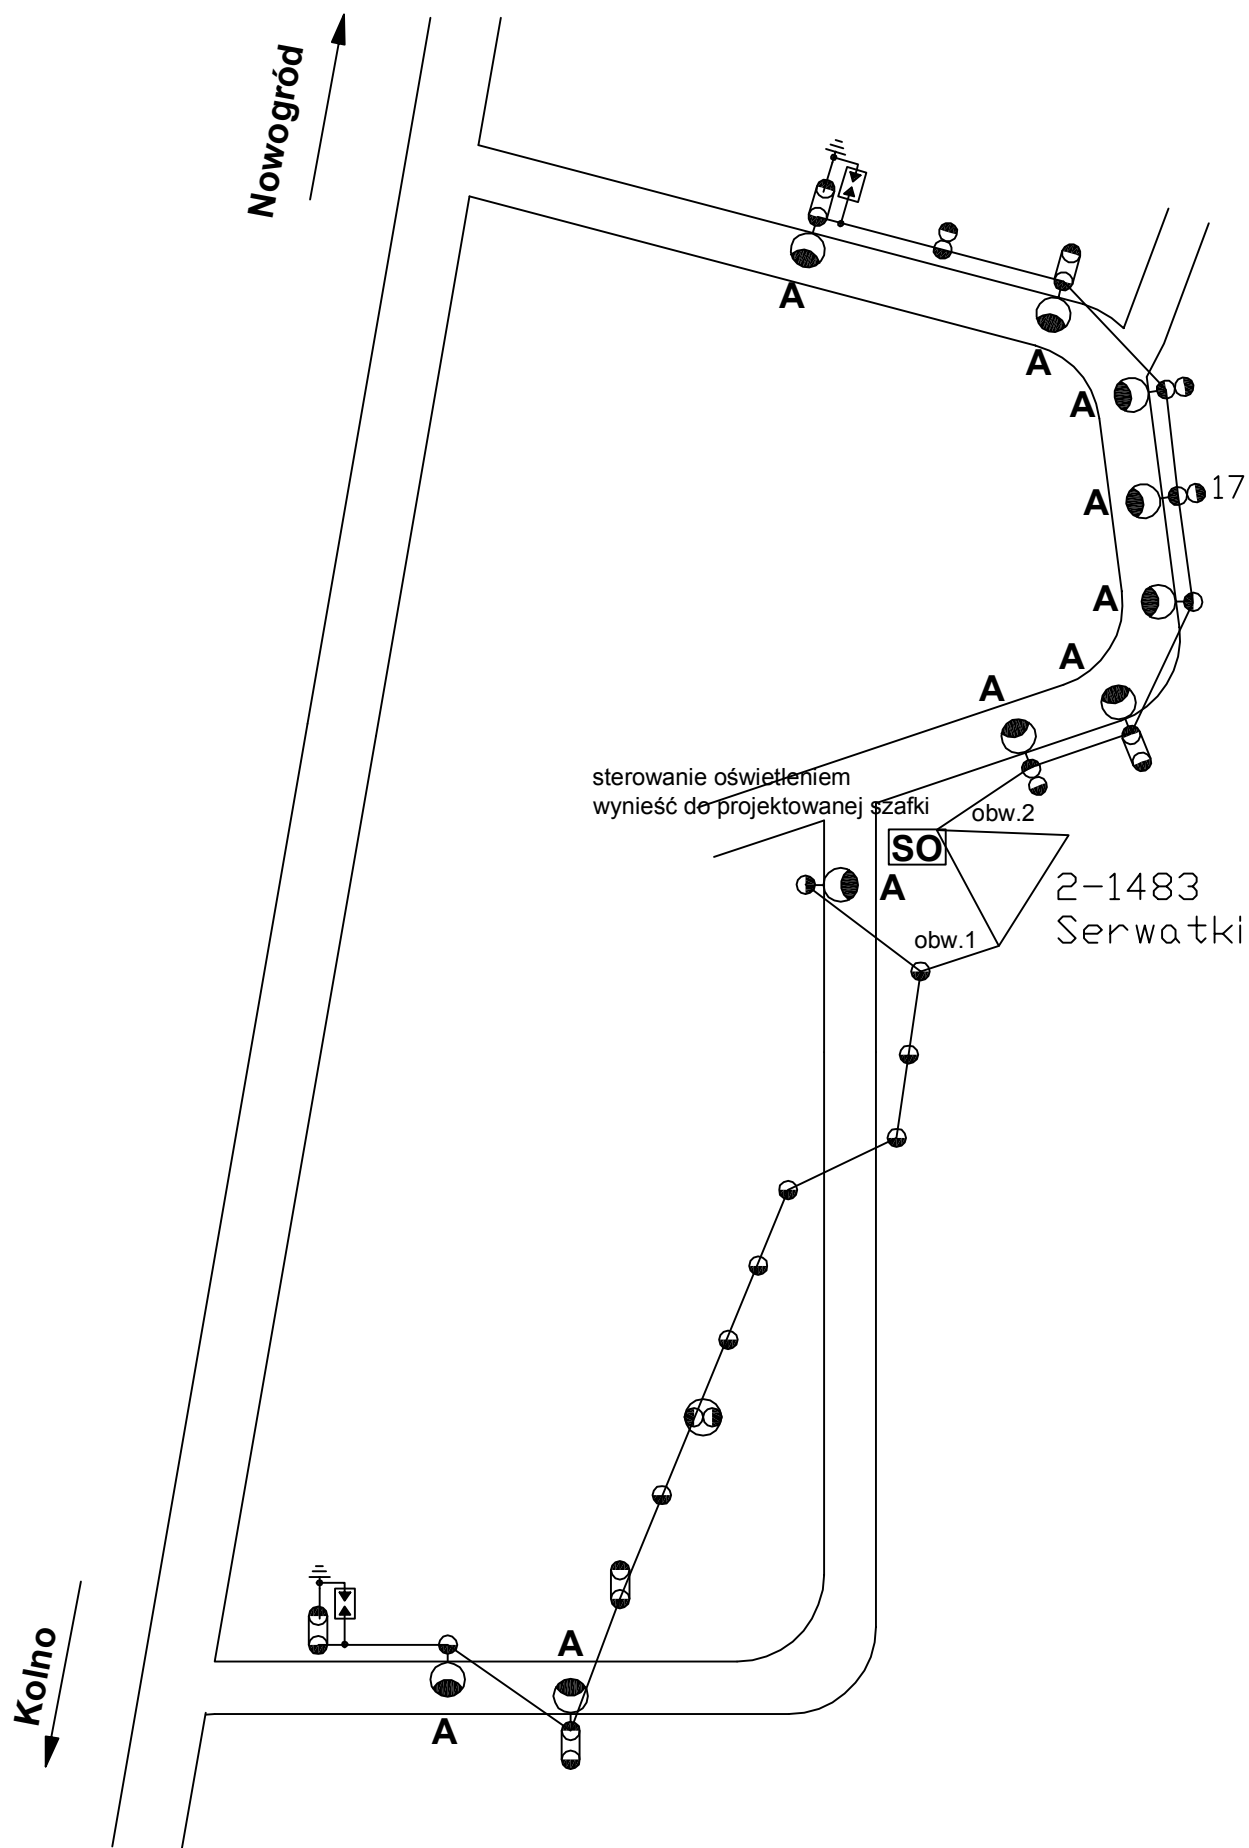 Nowogród
A
A
A
A
17
A
A
A
sterowanie oświetleniem
wynieść do projektowanej szafki
obw.2
SO
A
2-1483
Serwatki
obw.1
A
Kolno
A